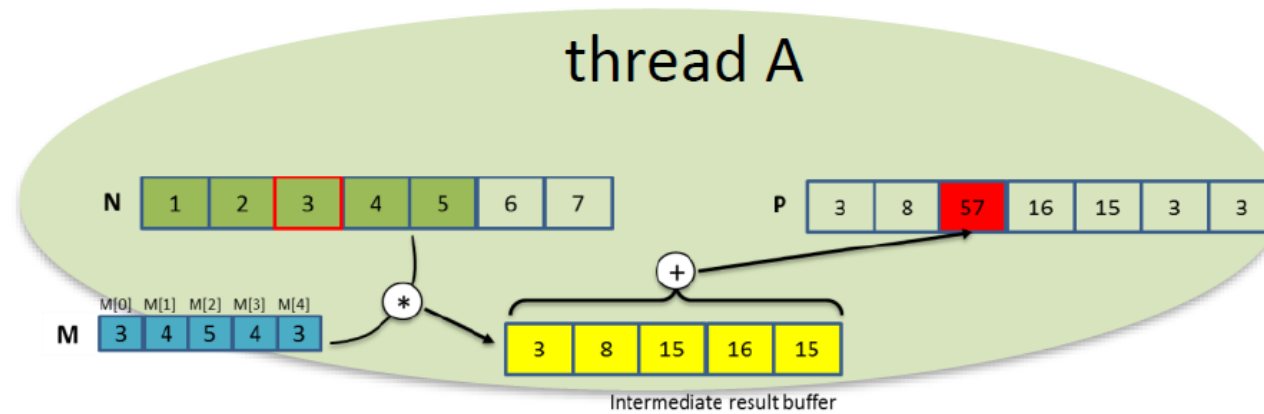 thread A
N 1 2 3 4 5 6 7
P 3 8 57 16 15 3 3
+
M[0] M[1] M[2] M[3] M[4]
*
M 3 4 5 4 3
3 8 15 16 15
Intermediate result buffer